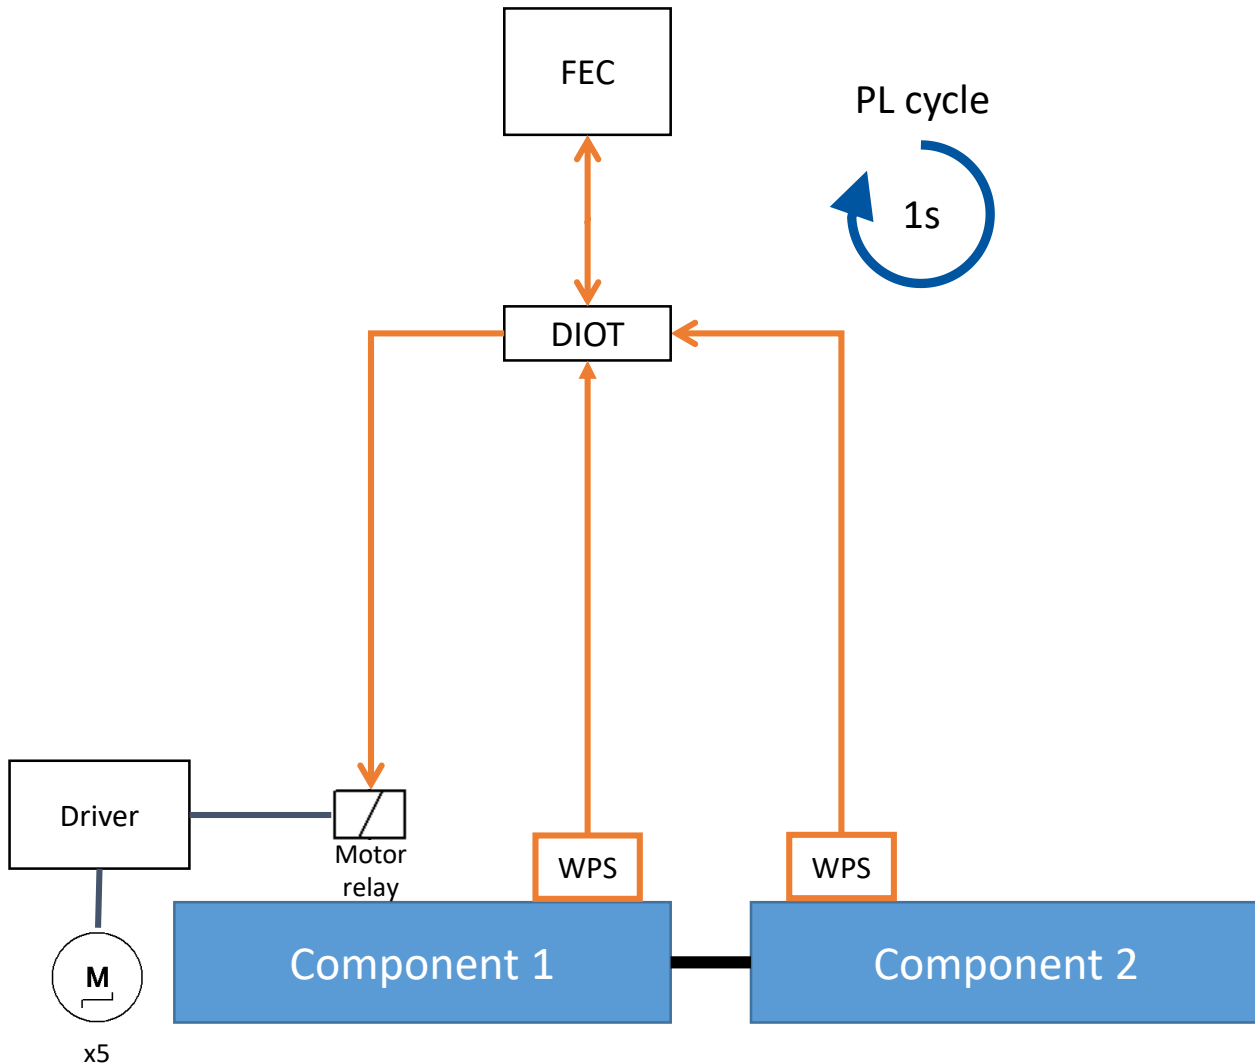 FEC
PL cycle
1s
DIOT
Driver
Motor
relay
WPS
WPS
Component 1
Component 2
M
x5